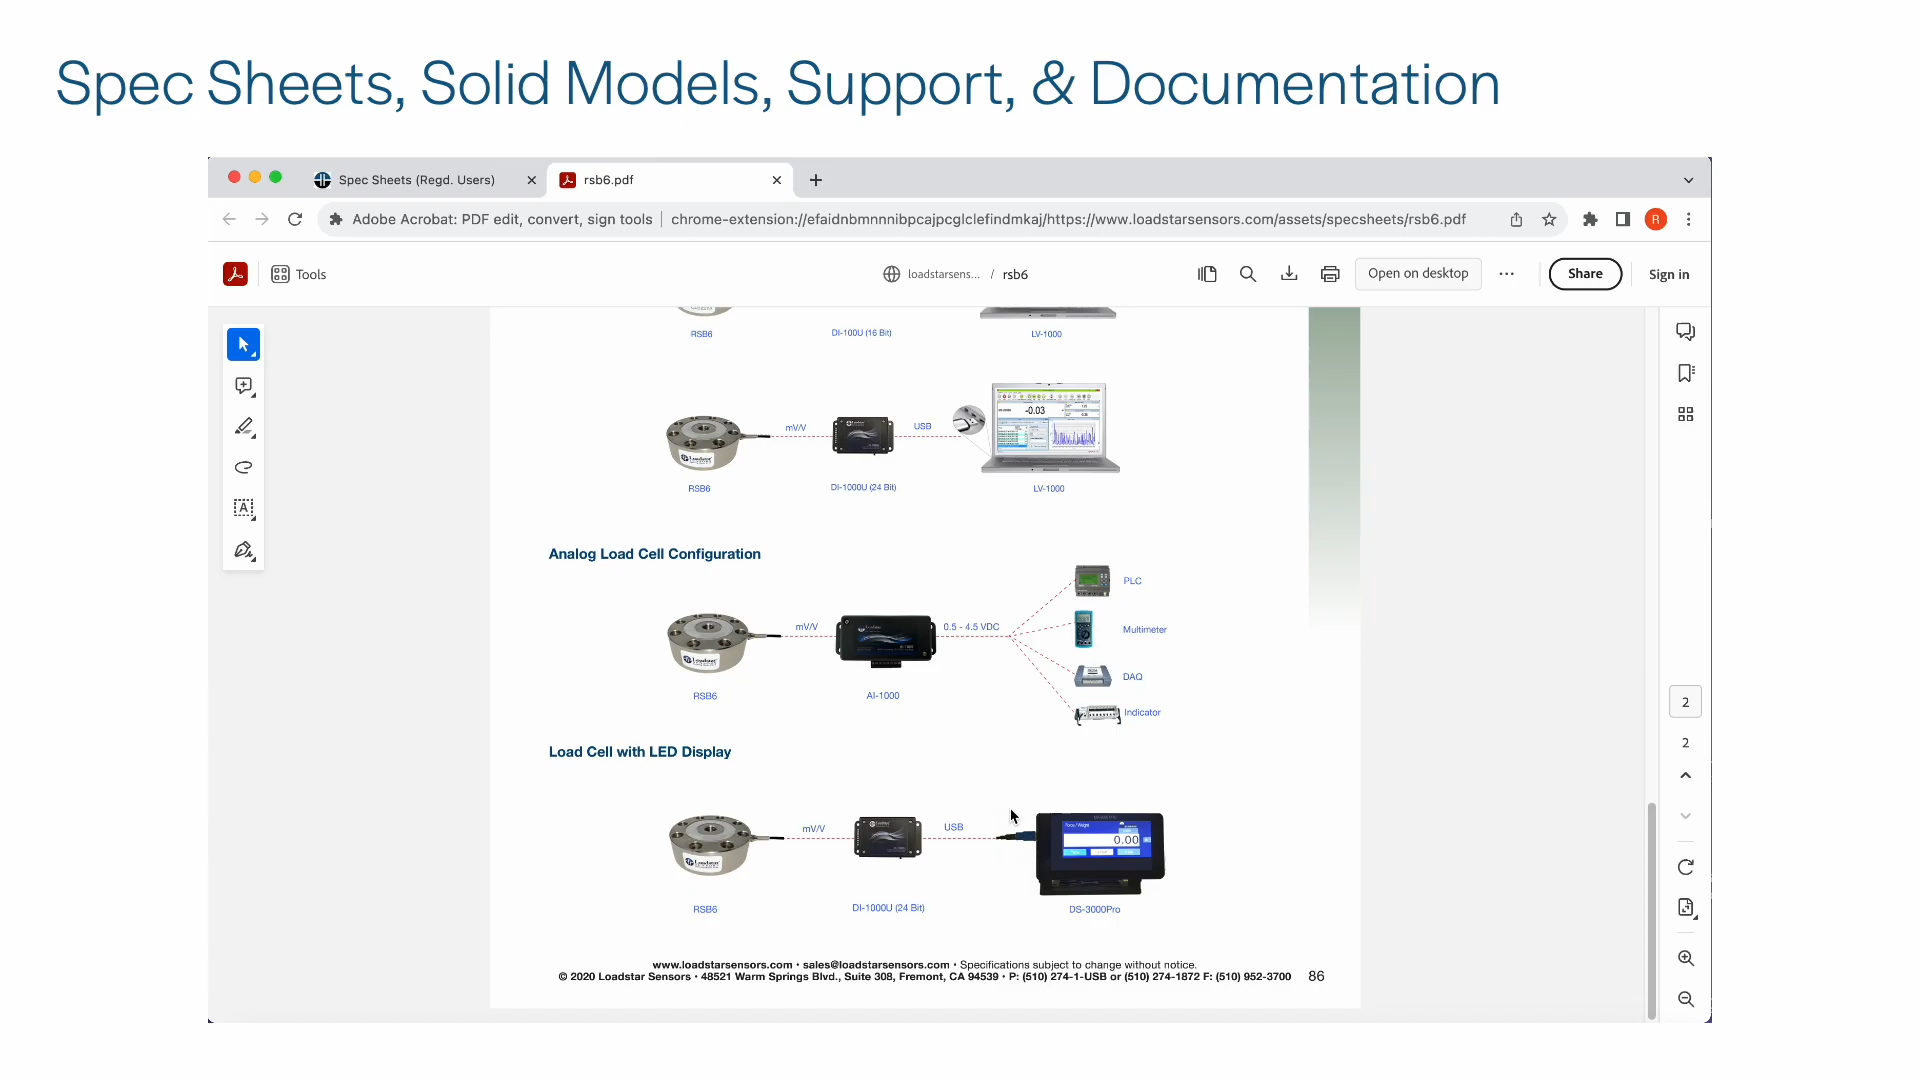 Spec Sheets, Solid Models, Support, & Documentation
Spec Sheets (Regd. Users)
rsb6.pdf
Adobe Acrobat: PDF edit, convert, sign tools | chrome-extension://efaidnbmnnnibpcajpcglclefindmkaj/https://www.loadstarsensors.com/assets/specsheets/rsb6.pdf
R
Tools
loadstarsens... / rsb6
Open on desktop
Share
Sign in
RSB6
DI-100U (16 Bit)
LV-1000
mV/V
USB
-0.03
Loadstar
RSB6
DI-1000U (24 Bit)
LV-1000
Analog Load Cell Configuration
PLC
mV/V
0.5 - 4.5 VDC
Multimeter
Loadstar
DAQ
RSB6
AI-1000
Indicator
2
2
Load Cell with LED Display
mV/V
USB
Force / Weight
0.00
Loadstar
RSB6
DI-1000U (24 Bit)
DS-3000Pro
www.loadstarsensors.com • sales@loadstarsensors.com • Specifications subject to change without notice.
© 2020 Loadstar Sensors • 48521 Warm Springs Blvd., Suite 308, Fremont, CA 94539 • P: (510) 274-1-USB or (510) 274-1872 F: (510) 952-3700
86